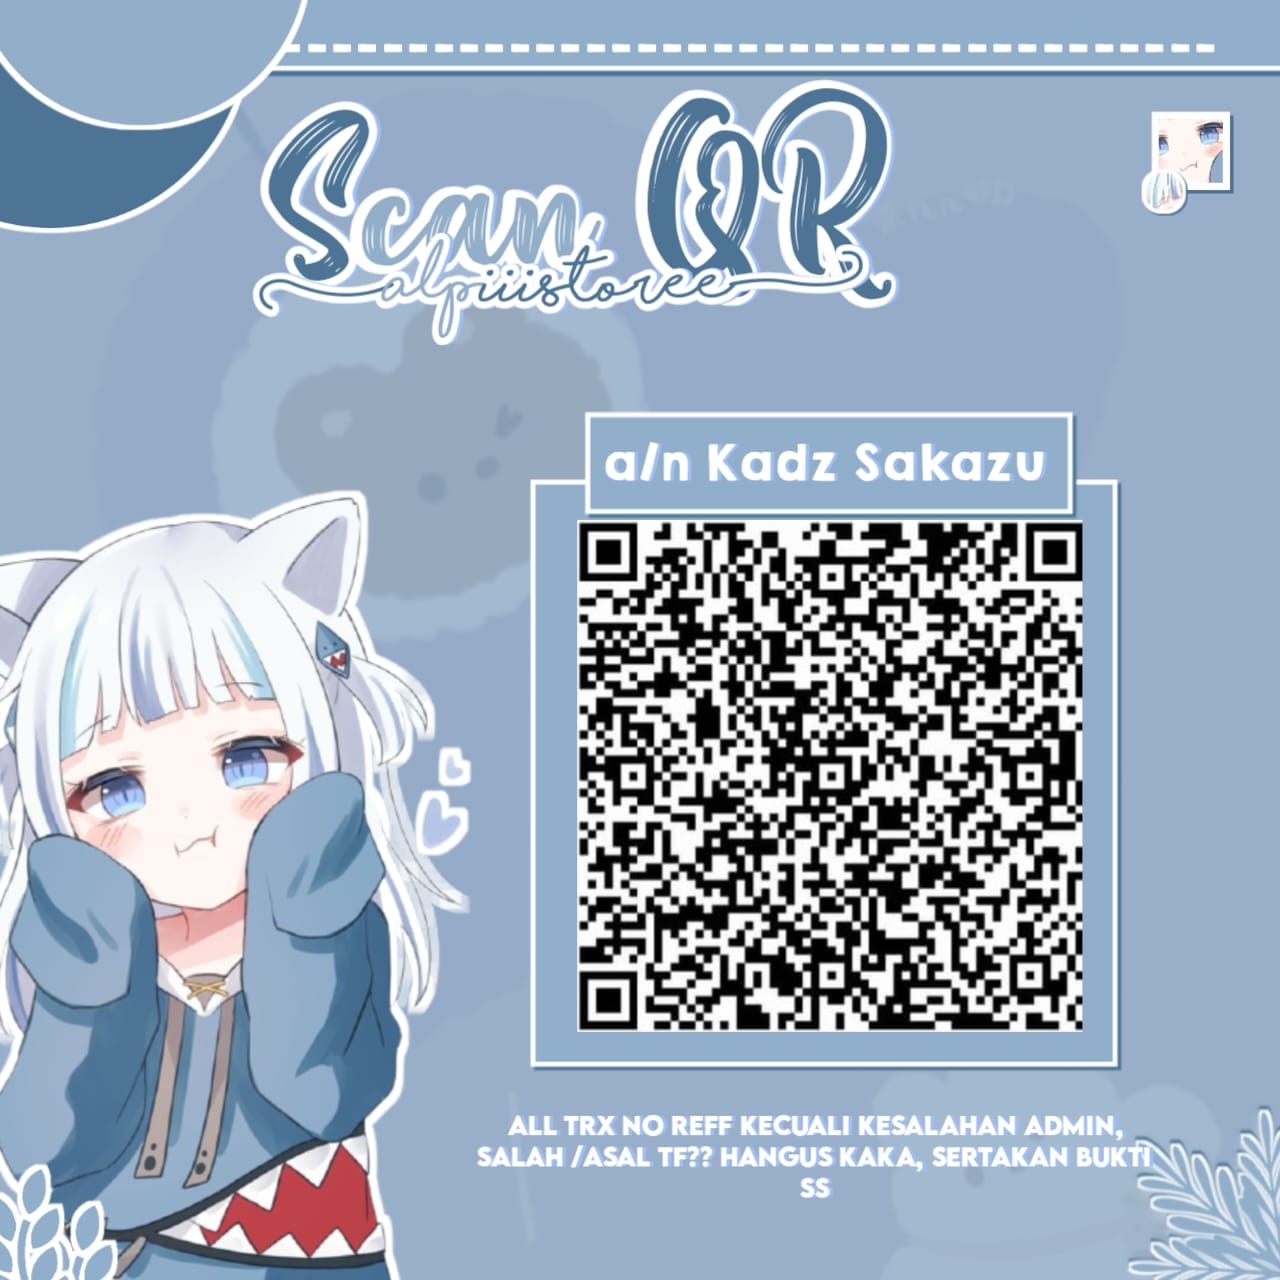 Scan QR
alpiiistoree
a/n Kadz Sakazu
ALL TRX NO REFF KECUALI KESALAHAN ADMIN,
SALAH /ASAL TF?? HANGUS KAKA, SERTAKAN BUKTI
SS